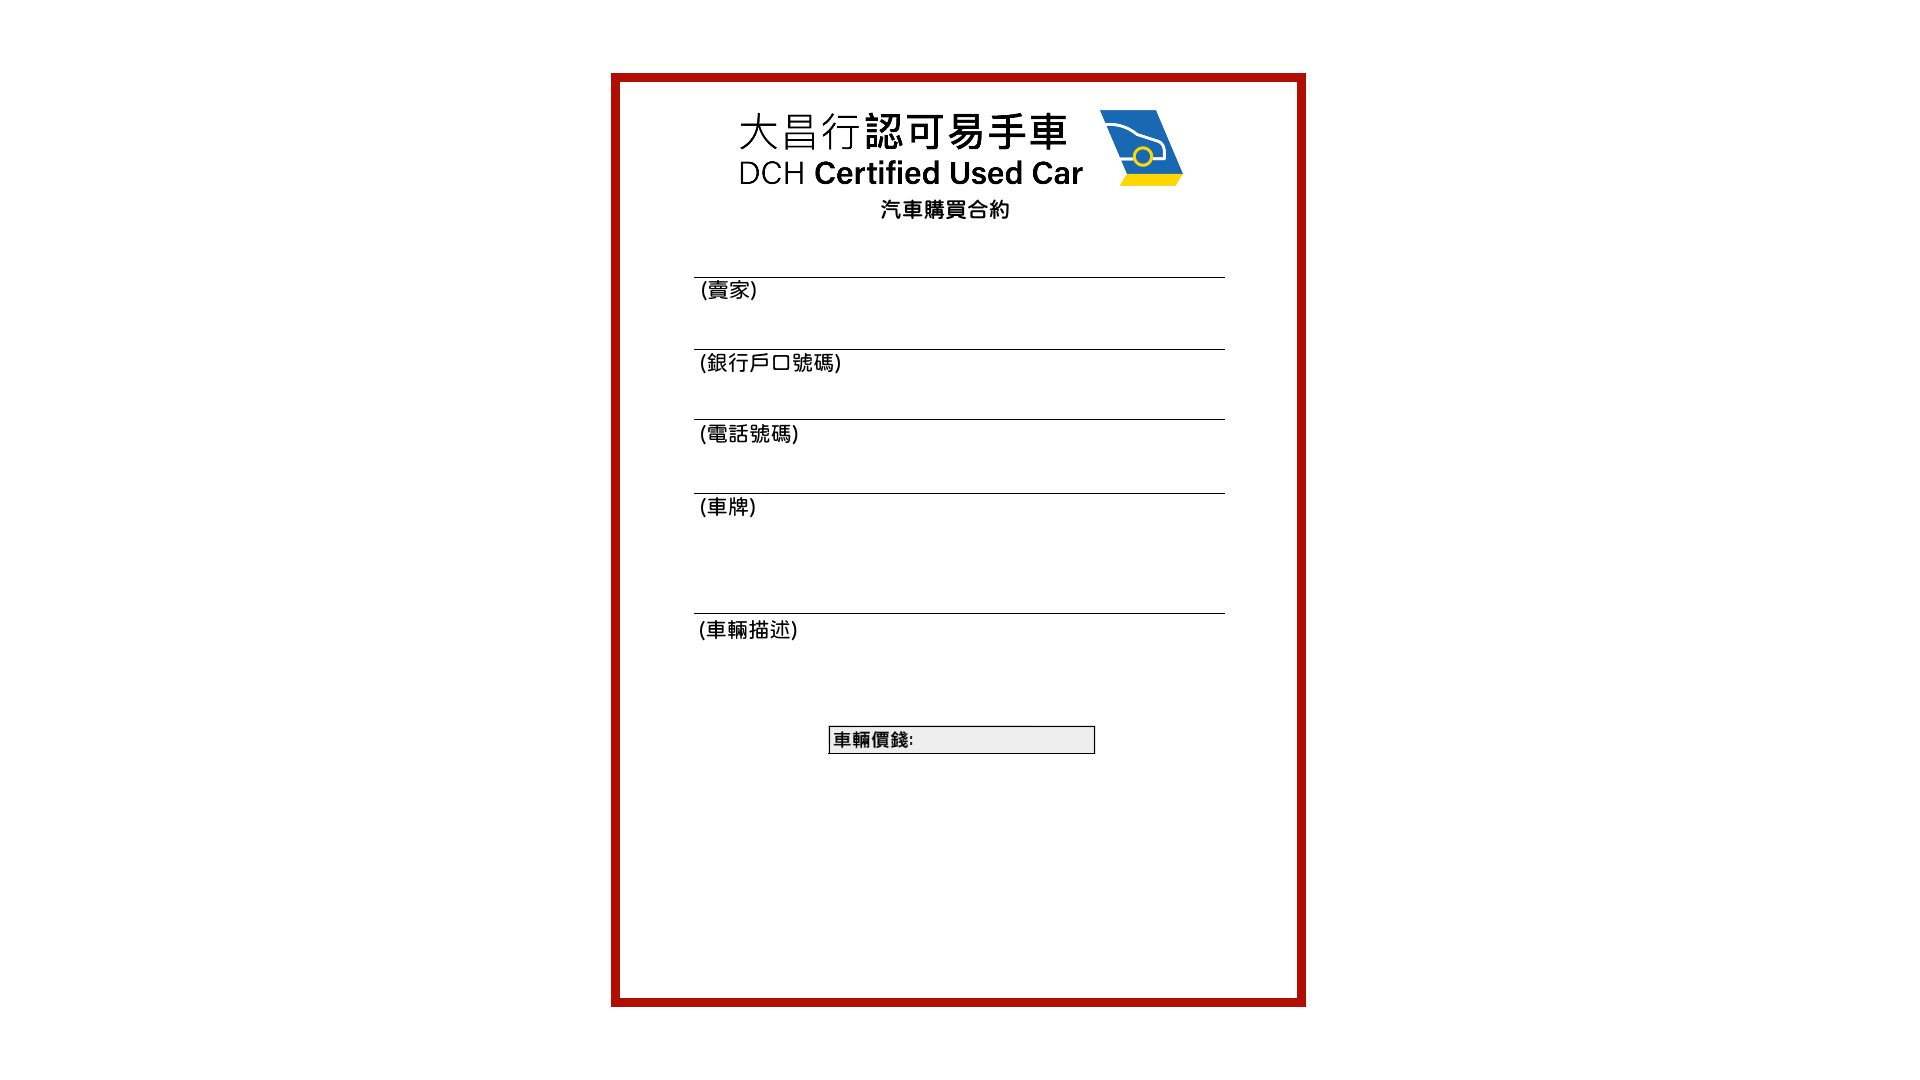 大昌行認可易手車
DCH Certified Used Car
汽車購買合約
(賣家)
(銀行戶口號碼)
(電話號碼)
(車牌)
(車輛描述)
車輛價錢: